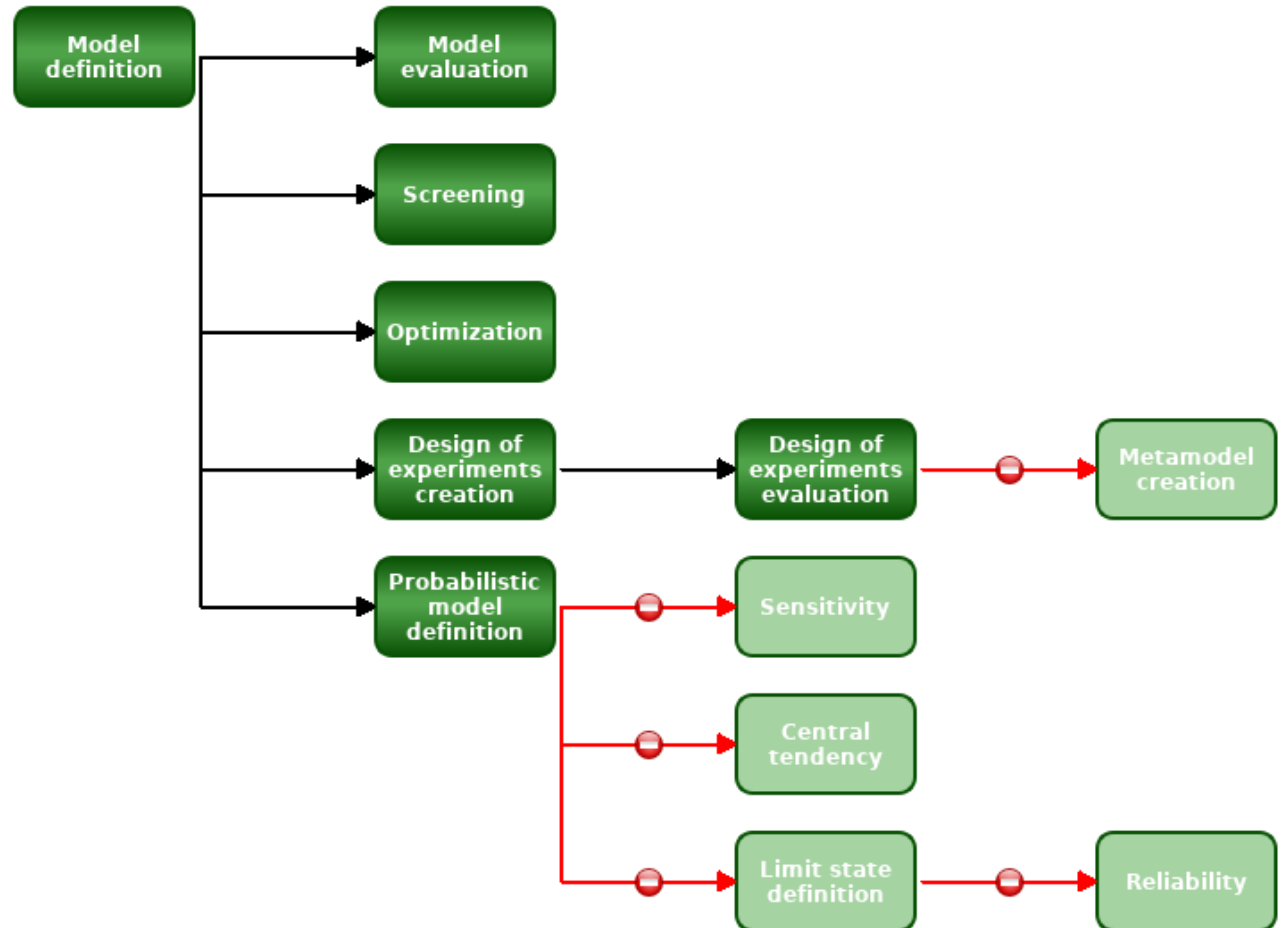 Model
definition
Model
evaluation
Screening
Optimization
Design of
experiments
creation
Design of
experiments
evaluation
Metamodel
creation
Probabilistic
model
definition
Sensitivity
Central
tendency
Limit state
definition
Reliability